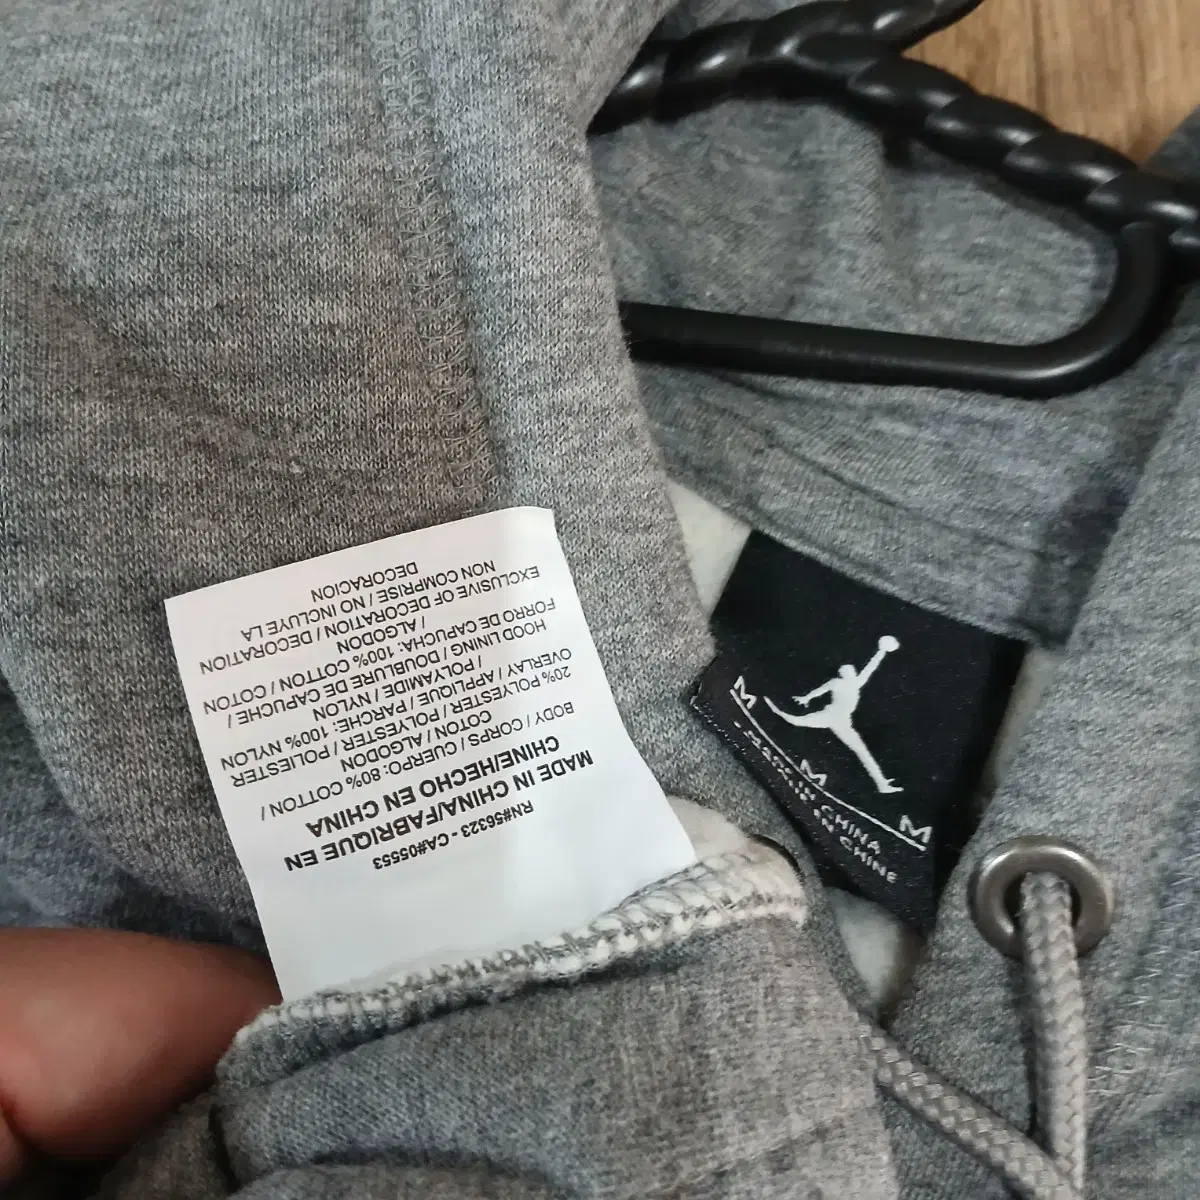 RN#56323 - CA#05553
MADE IN CHINA/FABRIQUE EN
CHINE/HECHO EN CHINA
BODY / CORPS / CUERPO: 80% COTTON /
COTON / ALGODON
20% POLYESTER / POLYESTER / POLIESTER
OVERLAY / APPLIQUE / PARCHE: 100% NYLON
/ POLYAMIDE / NYLON
HOOD LINING / DOUBLURE DE CAPUCHE /
FORRO DE CAPUCHA: 100% COTTON / COTON
/ ALGODON
EXCLUSIVE OF DECORATION / DECORATION
NON COMPRISE / NO INCLUYE LA
DECORACION
M M M
MADE IN CHINA
CHINE